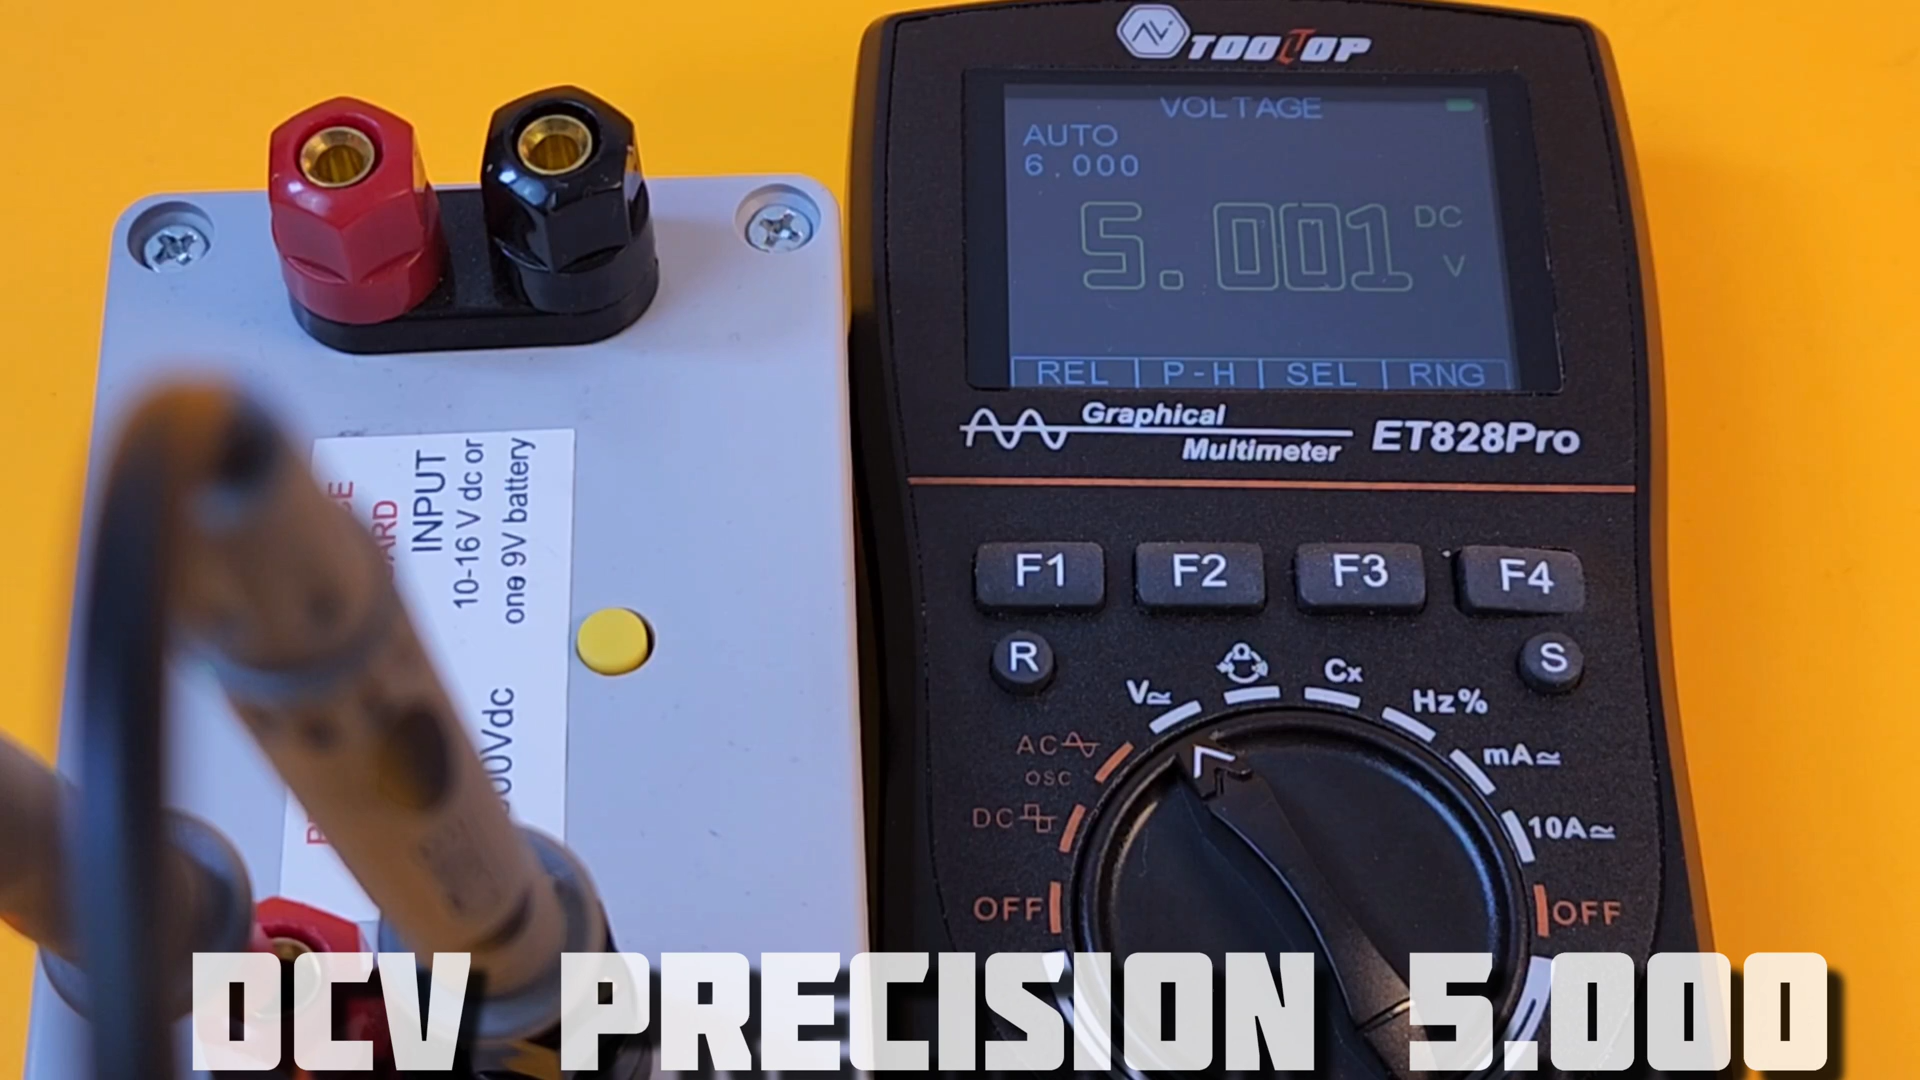 TOOLTOP
VOLTAGE
AUTO
6.000
5.001 DC
V
REL P-H SEL RNG
Graphical
Multimeter
ET828Pro
F1 F2 F3 F4
R S
V Ω Cx Hz%
mA
10A
OFF
AC
OSC
DC
OFF
INPUT
10-16 V dc or
one 9V battery
00Vdc
DCV PRECISION 5.000